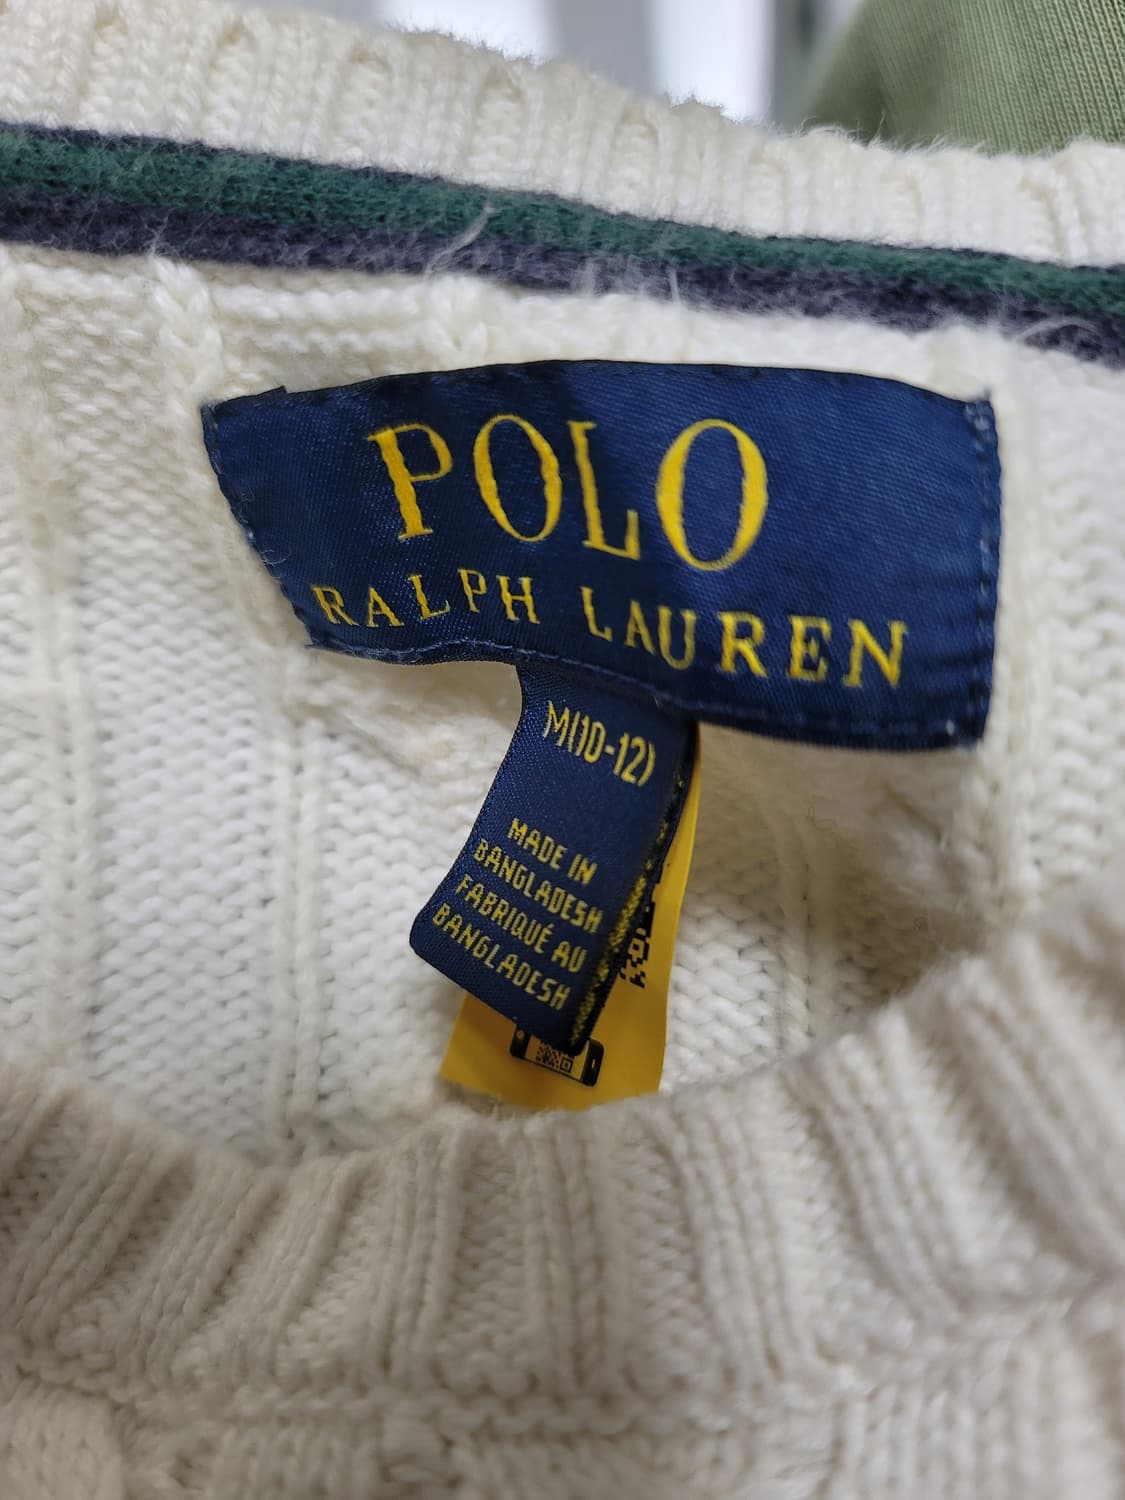 POLO
RALPH LAUREN
M(10-12)
MADE IN
BANGLADESH
FABRIQUÉ AU
BANGLADESH